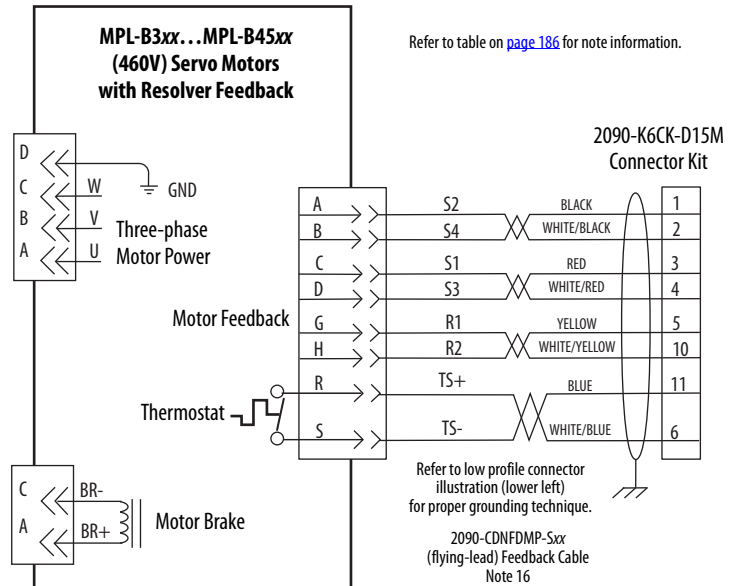 MPL-B3xx...MPL-B45xx
(460V) Servo Motors
with Resolver Feedback
Refer to table on page 186 for note information.
2090-K6CK-D15M
Connector Kit
D
C
B
A
W
V
U
GND
Three-phase
Motor Power
Motor Feedback
Thermostat
A S2 BLACK 1
B S4 WHITE/BLACK 2
C S1 RED 3
D S3 WHITE/RED 4
G R1 YELLOW 5
H R2 WHITE/YELLOW 10
R TS+ BLUE 11
S TS- WHITE/BLUE 6
C BR-
A BR+
Motor Brake
Refer to low profile connector
illustration (lower left)
for proper grounding technique.
2090-CDNFDMP-Sxx
(flying-lead) Feedback Cable
Note 16